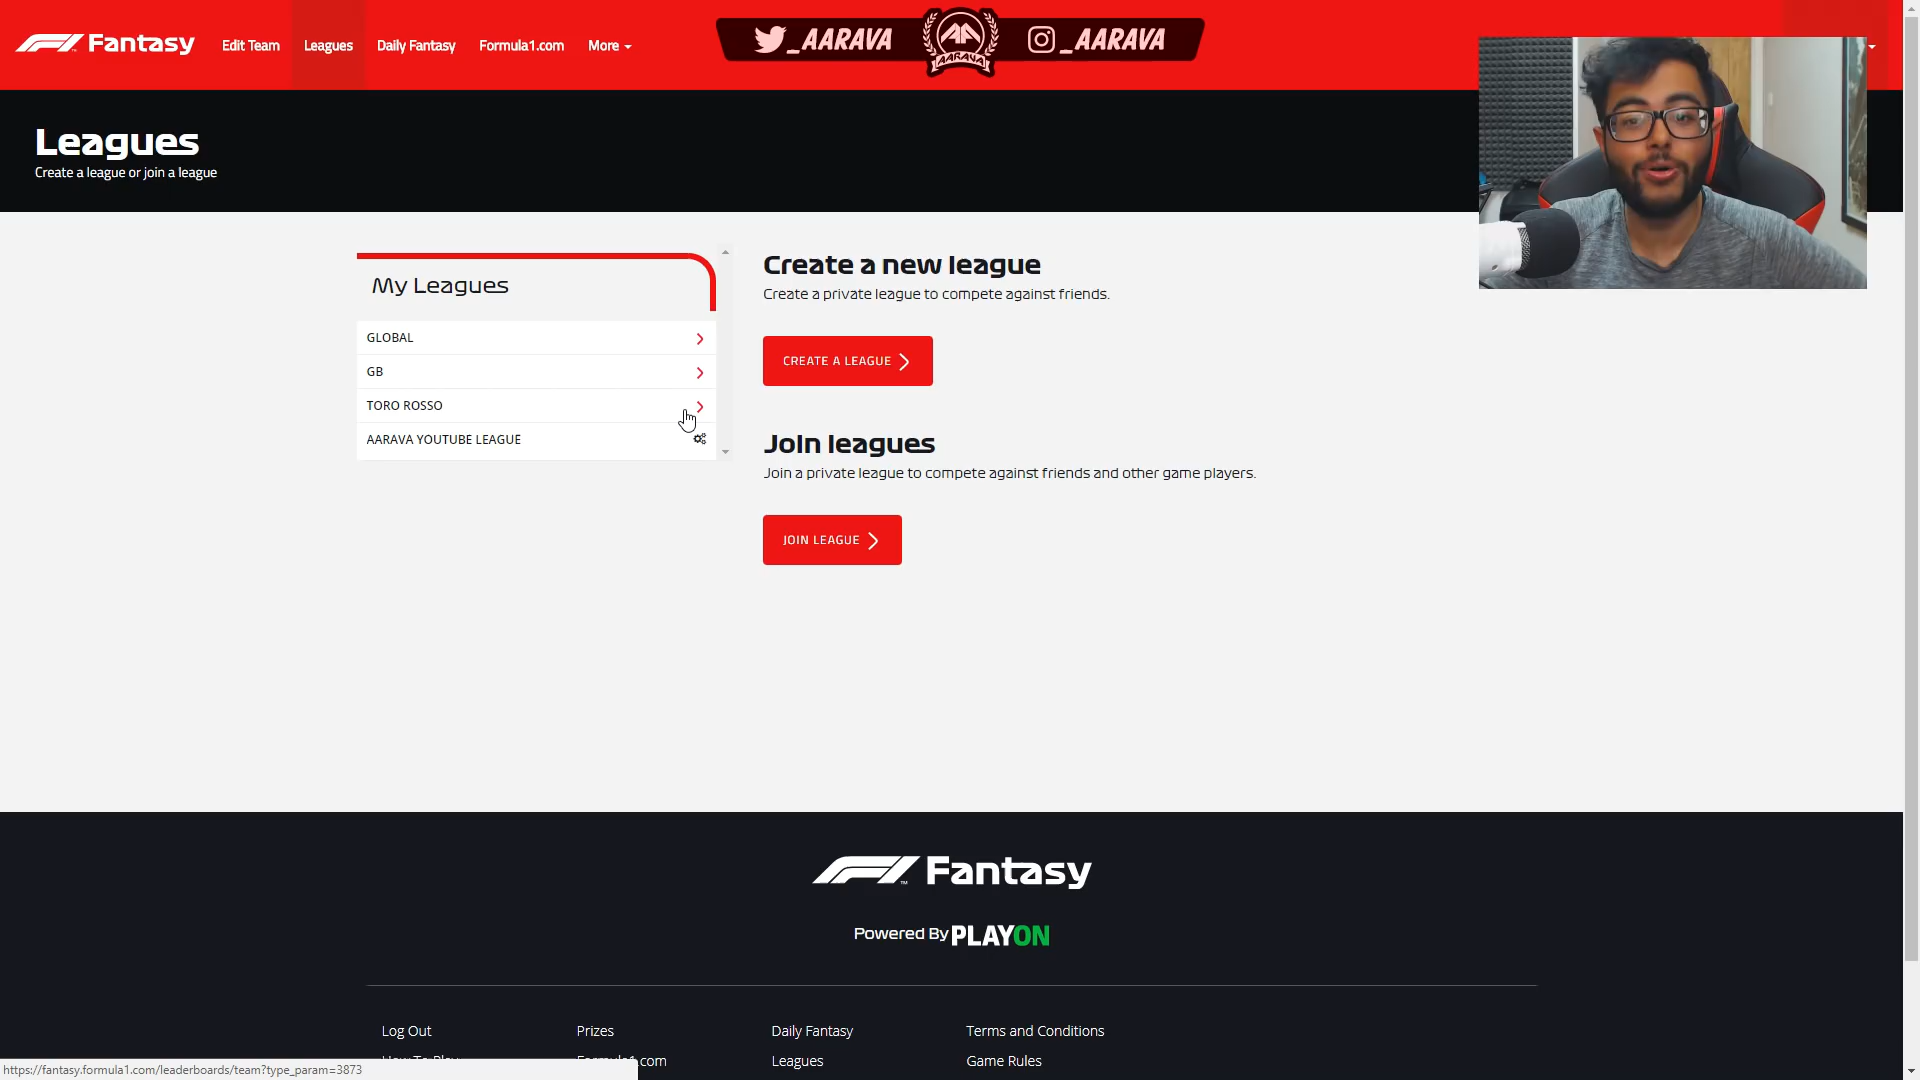 Fantasy
Edit Team
Leagues
Daily Fantasy
Formula1.com
More
_AARAVA
AARAVA
_AARAVA
Leagues
Create a league or join a league
My Leagues
GLOBAL
GB
TORO ROSSO
AARAVA YOUTUBE LEAGUE
Create a new league
Create a private league to compete against friends.
CREATE A LEAGUE
Join leagues
Join a private league to compete against friends and other game players.
JOIN LEAGUE
Fantasy
Powered By PLAYON
Log Out
Prizes
Daily Fantasy
Terms and Conditions
Leagues
Game Rules
https://fantasy.formula1.com/leaderboards/team?type_param=3873